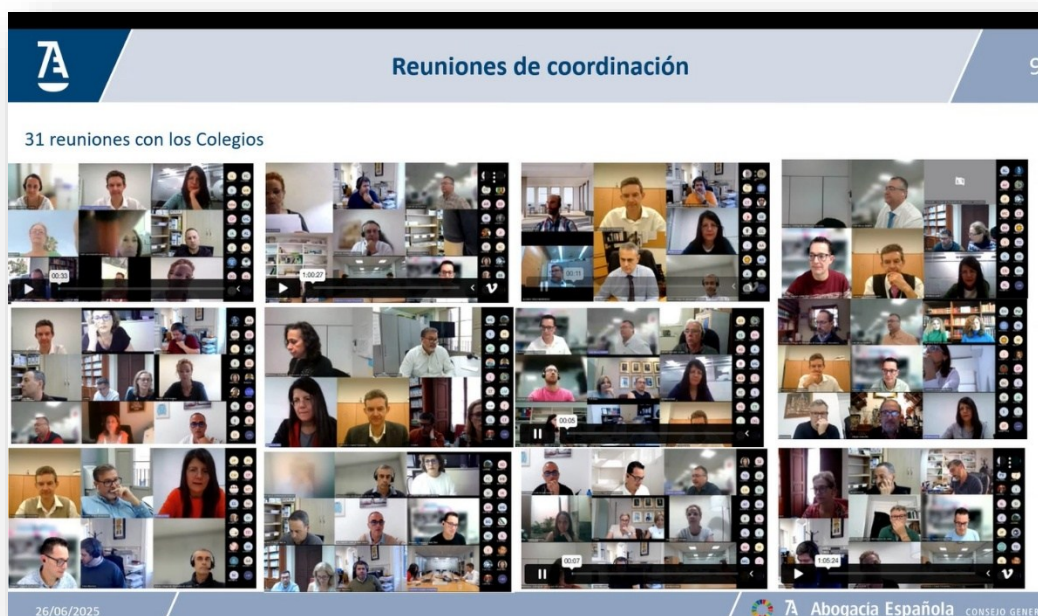 Reuniones de coordinación
9
31 reuniones con los Colegios
00:33
1:00:27
00:11
00:05
00:07
1:05:24
26/06/2025
Abogacía Española CONSEJO GENER